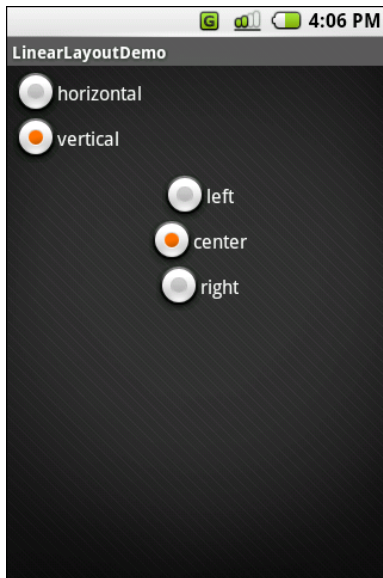 G 4:06 PM
LinearLayoutDemo
horizontal
vertical
left
center
right